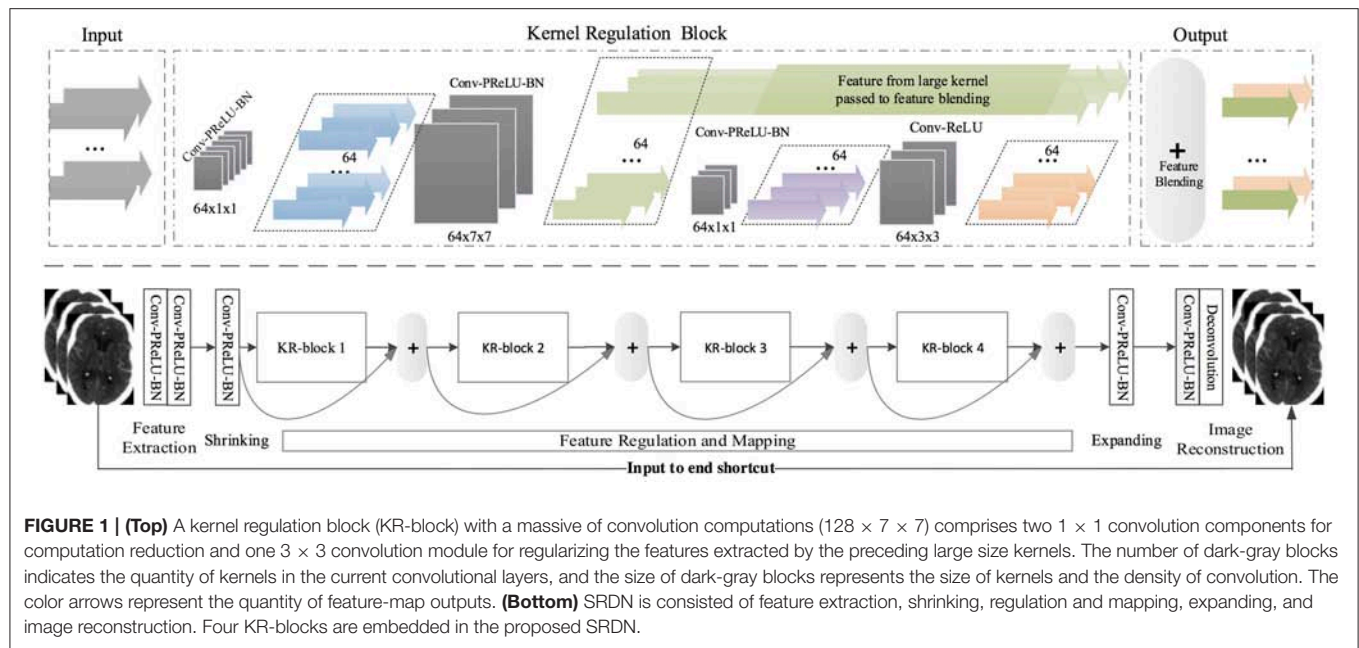 Input
Kernel Regulation Block
Output
Conv-PReLU-BN
64x1x1
64
...
Conv-PReLU-BN
64x7x7
Feature from large kernel
passed to feature blending
64
...
Conv-PReLU-BN
64x1x1
64
...
Conv-ReLU
64x3x3
...
64
+
Feature
Blending
...
...
Conv-PReLU-BN
Conv-PReLU-BN
Feature
Extraction
Conv-PReLU-BN
Shrinking
KR-block 1
+
KR-block 2
+
KR-block 3
+
KR-block 4
+
Feature Regulation and Mapping
Conv-PReLU-BN
Expanding
Conv-PReLU-BN
Deconvolution
Image
Reconstruction
Input to end shortcut
FIGURE 1 | (Top) A kernel regulation block (KR-block) with a massive of convolution computations (128 × 7 × 7) comprises two 1 × 1 convolution components for
computation reduction and one 3 × 3 convolution module for regularizing the features extracted by the preceding large size kernels. The number of dark-gray blocks
indicates the quantity of kernels in the current convolutional layers, and the size of dark-gray blocks represents the size of kernels and the density of convolution. The
color arrows represent the quantity of feature-map outputs. (Bottom) SRDN is consisted of feature extraction, shrinking, regulation and mapping, expanding, and
image reconstruction. Four KR-blocks are embedded in the proposed SRDN.